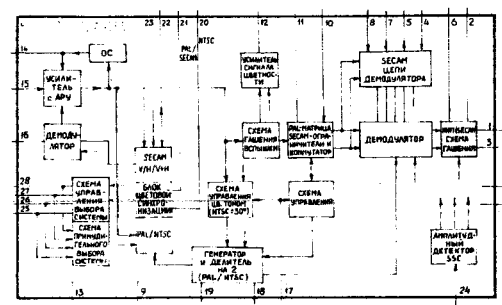 23 22 21 20 12 11 10 8 7 5 4 6 2
PAL/NTSC
SECAM
14
ОС
15
УСИЛИ-
ТЕЛЬ
с АРУ
УСИЛИТЕЛЬ
СИГНАЛА
ЦВЕТНОС-
ТИ
SECAM
ЦЕПИ
ДЕМОДУЛЯТОРА
16
ДЕМОДУ-
ЛЯТОР
SECAM
V/H/V+H
СХЕМА
ГАШЕНИЯ
ВСПЫШКИ
PAL-МАТРИЦА,
SECAM-ОГРА-
НИЧИТЕЛИ И
КОММУТАТОР
ДЕМОДУЛЯТОР
СХЕМА
ГАШЕНИЯ
1
3
28
27
26
25
СХЕМА
УПРАВ-
ЛЕНИЯ
ВЫБОРА
СИСТЕМЫ
БЛОК
ЦВЕТОВОЙ
СИНХРО-
НИЗАЦИИ
СХЕМА
УПРАВЛЕНИЯ
ЦВ. ТОНОМ
(NTSC ±30°)
СХЕМА
УПРАВЛЕНИЯ
СХЕМА
ПРИНУДИ-
ТЕЛЬНОГО
ВЫБОРА
СИСТЕМЫ
PAL/NTSC
ГЕНЕРАТОР
И ДЕЛИТЕЛЬ
НА 2
(PAL/NTSC)
АМПЛИТУД-
НЫЙ
ДЕТЕКТОР
SSC
13 9 19 18 17 24